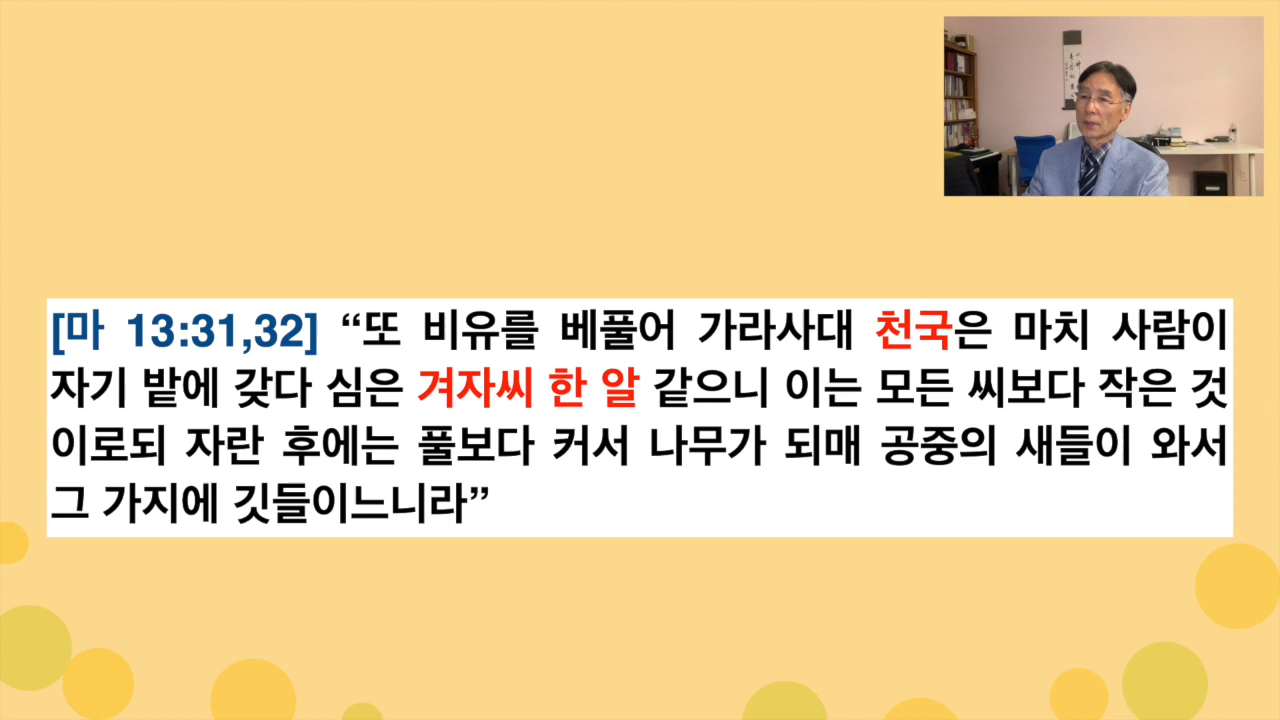 [마 13:31,32] “또 비유를 베풀어 가라사대 천국은 마치 사람이
자기 밭에 갖다 심은 겨자씨 한 알 같으니 이는 모든 씨보다 작은 것
이로되 자란 후에는 풀보다 커서 나무가 되매 공중의 새들이 와서
그 가지에 깃들이느니라”